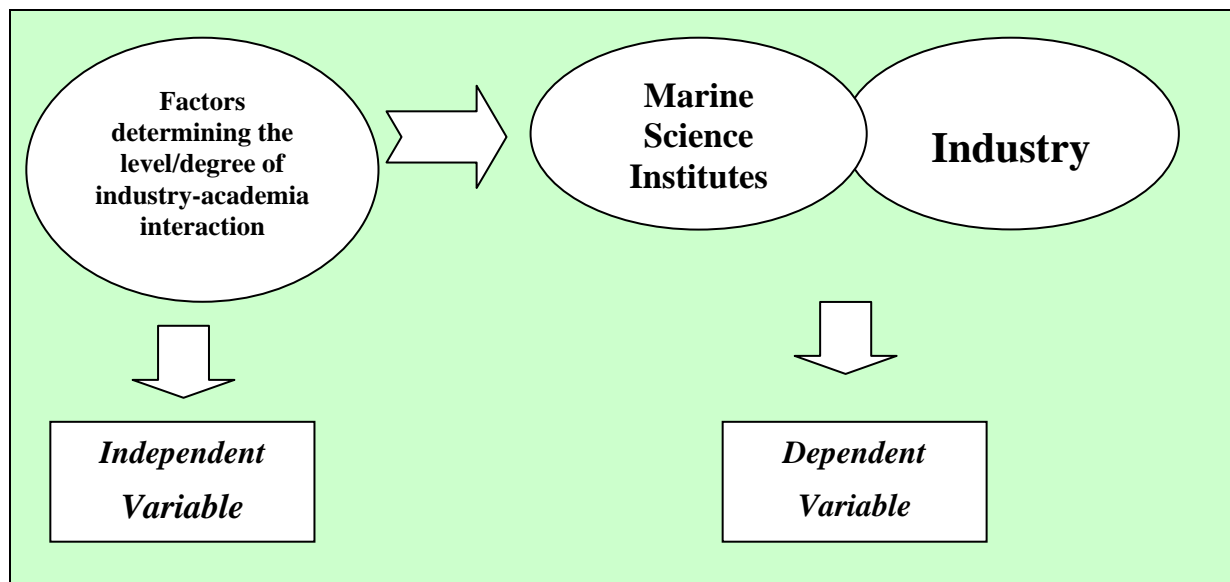 Factors
determining the
level/degree of
industry-academia
interaction
Marine
Science
Institutes
Industry
Independent
Variable
Dependent
Variable